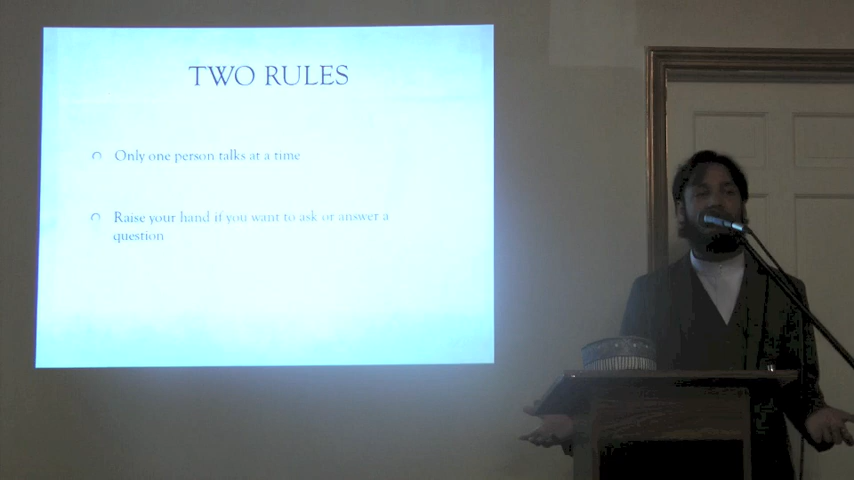 TWO RULES
Only one person talks at a time
Raise your hand if you want to ask or answer a
question